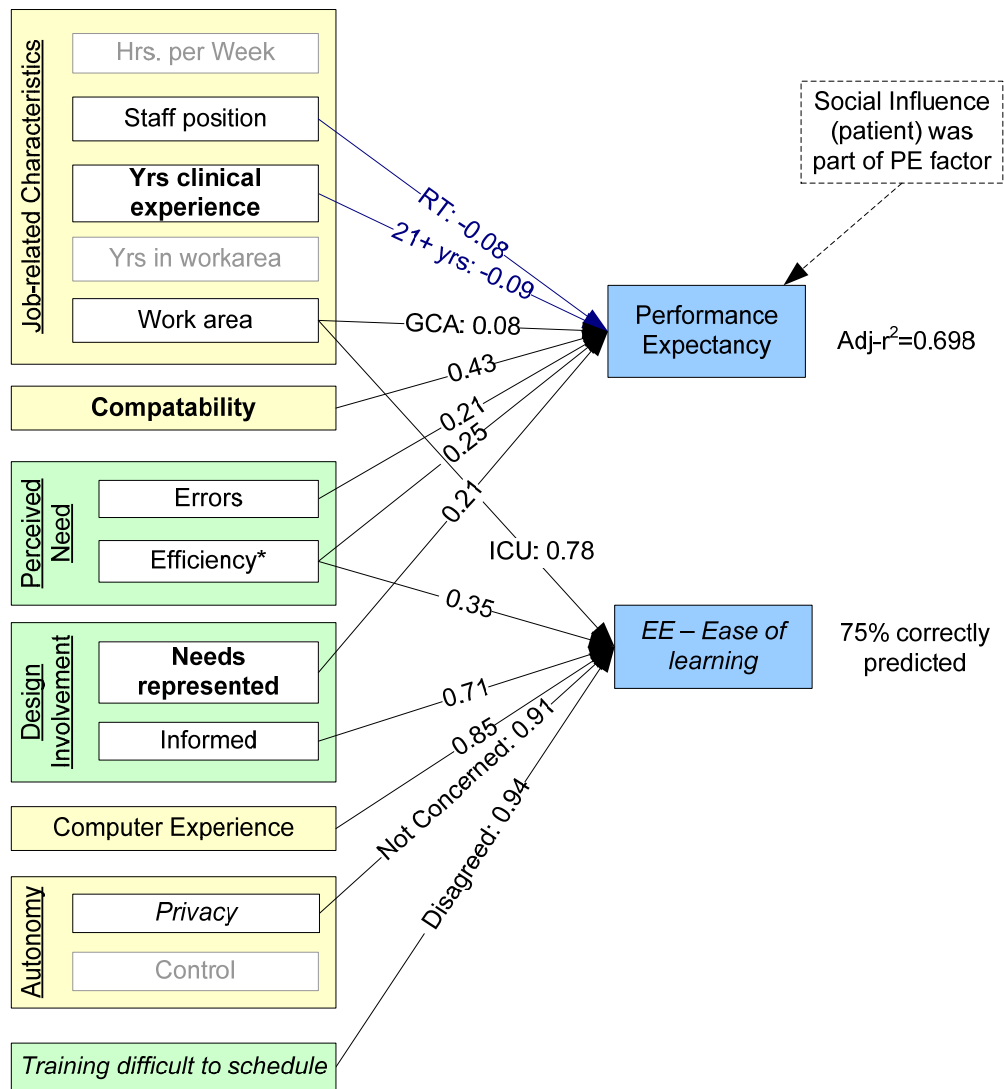 Job-related Characteristics
Hrs. per Week
Staff position
Yrs clinical
experience
Yrs in workarea
Work area
Compatability
Perceived
Need
Errors
Efficiency*
Design
Involvement
Needs
represented
Informed
Computer Experience
Autonomy
Privacy
Control
Training difficult to schedule
RT: -0.08
21+ yrs: -0.09
GCA: 0.08
0.43
0.21
0.25
0.21
ICU: 0.78
0.35
0.71
0.85
Not Concerned: 0.91
Disagreed: 0.94
Social Influence
(patient) was
part of PE factor
Performance
Expectancy
Adj-r²=0.698
EE – Ease of
learning
75% correctly
predicted